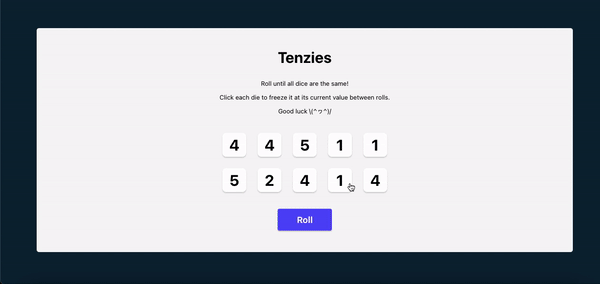 Tenzies
Roll until all dice are the same!
Click each die to freeze it at its current value between rolls.
Good luck \(^ヮ^)/
4 4 5 1 1
5 2 4 1 4
Roll